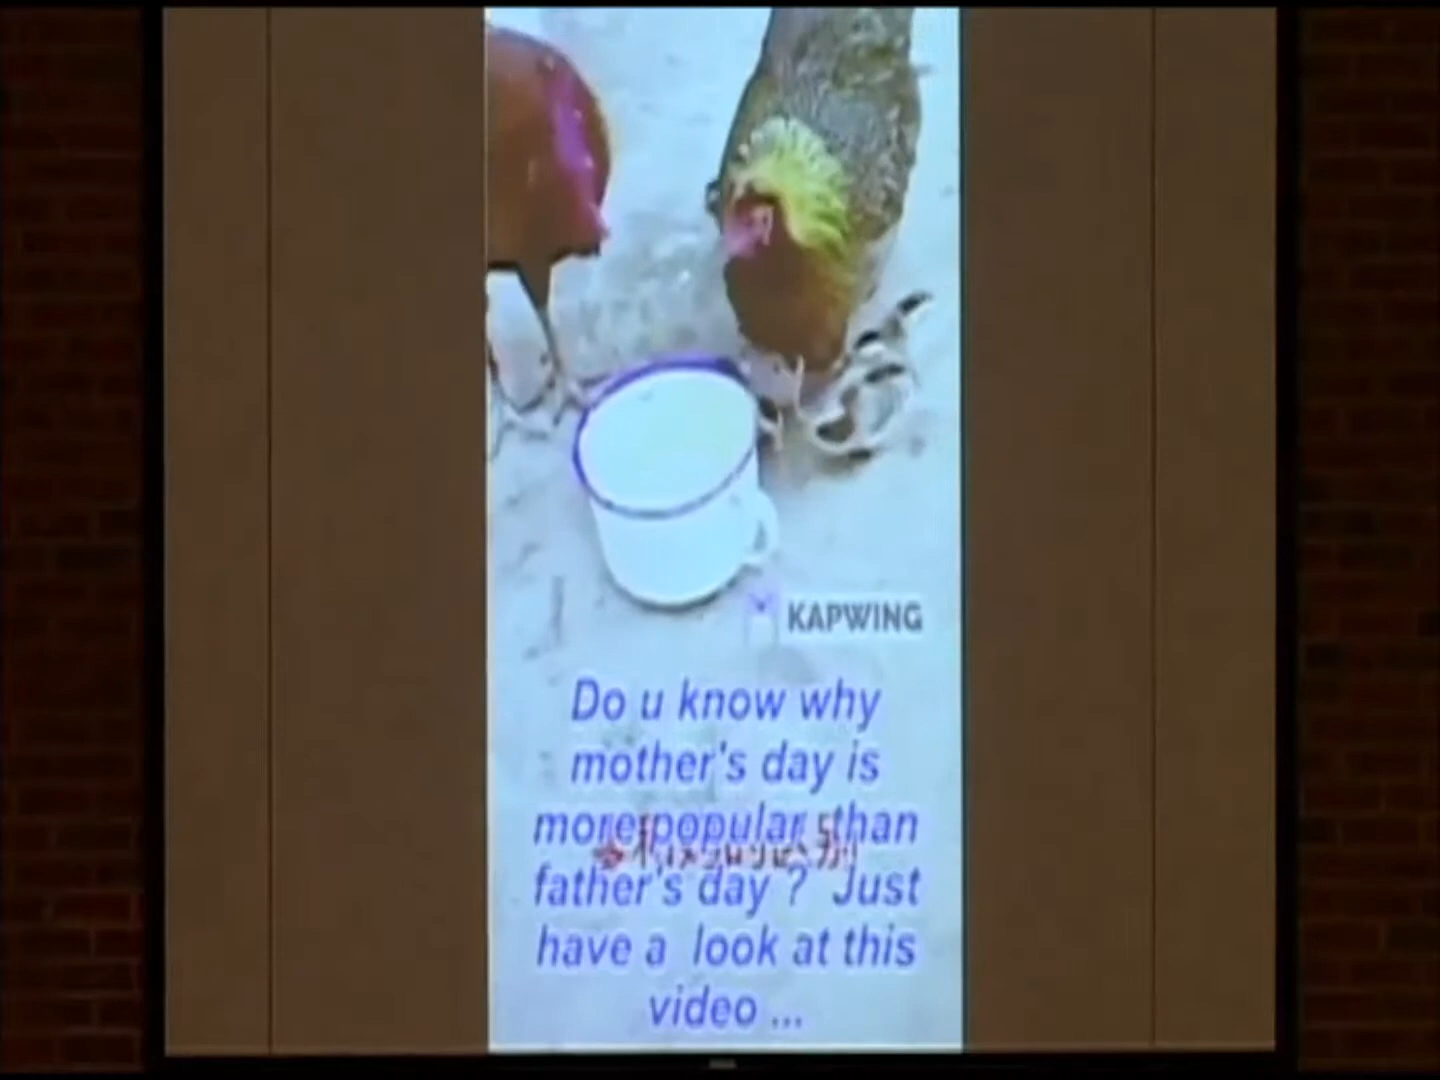 KAPWING
Do u know why
mother's day is
more popular than
father's day ? Just
have a look at this
video ...